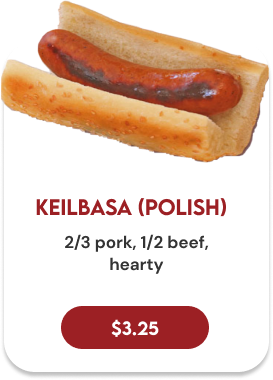 KEILBASA (POLISH)
2/3 pork, 1/2 beef,
hearty
$3.25